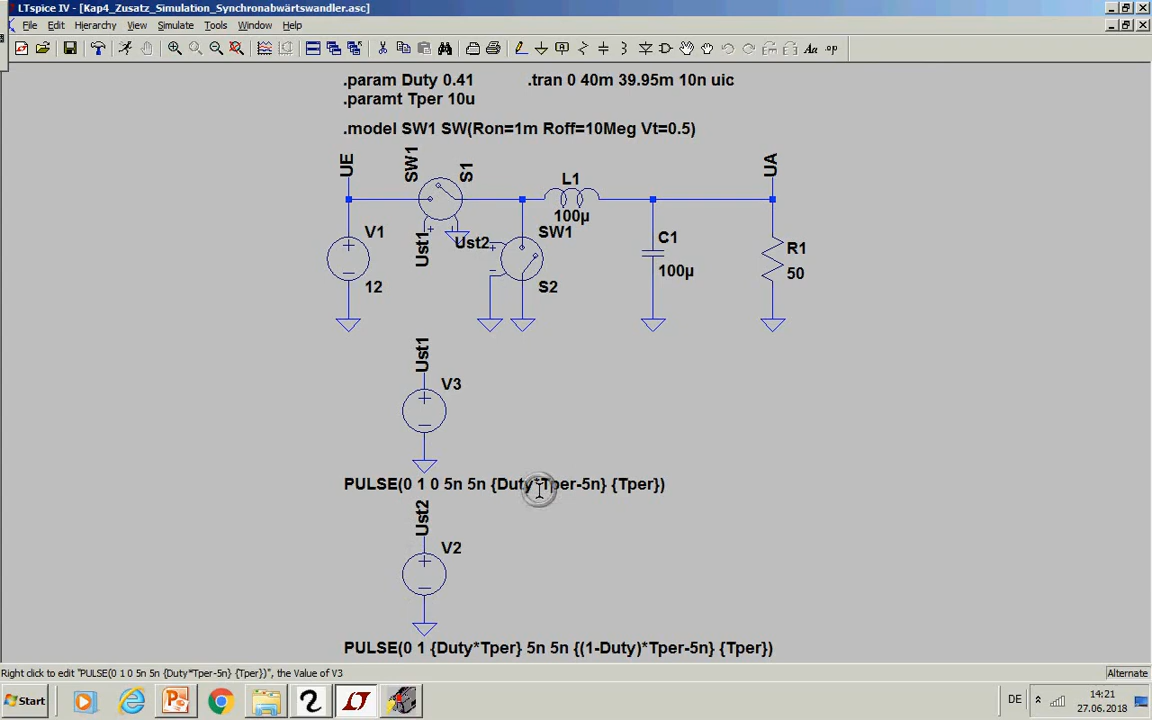 LTspice IV - [Kap4_Zusatz_Simulation_Synchronabwärtswandler.asc]
File Edit Hierarchy View Simulate Tools Window Help
Aa .op
.param Duty 0.41 .tran 0 40m 39.95m 10n uic
.paramt Tper 10u
.model SW1 SW(Ron=1m Roff=10Meg Vt=0.5)
UE SW1 S1 L1 UA
100µ
V1 Ust1 Ust2 SW1 C1 R1
12 S2 100µ 50
Ust1
V3
PULSE(0 1 0 5n 5n {Duty*Tper-5n} {Tper})
Ust2
V2
PULSE(0 1 {Duty*Tper} 5n 5n {(1-Duty)*Tper-5n} {Tper})
Right click to edit "PULSE(0 1 0 5n 5n {Duty*Tper-5n} {Tper})", the Value of V3 Alternate
Start DE 14:21
27.06.2018